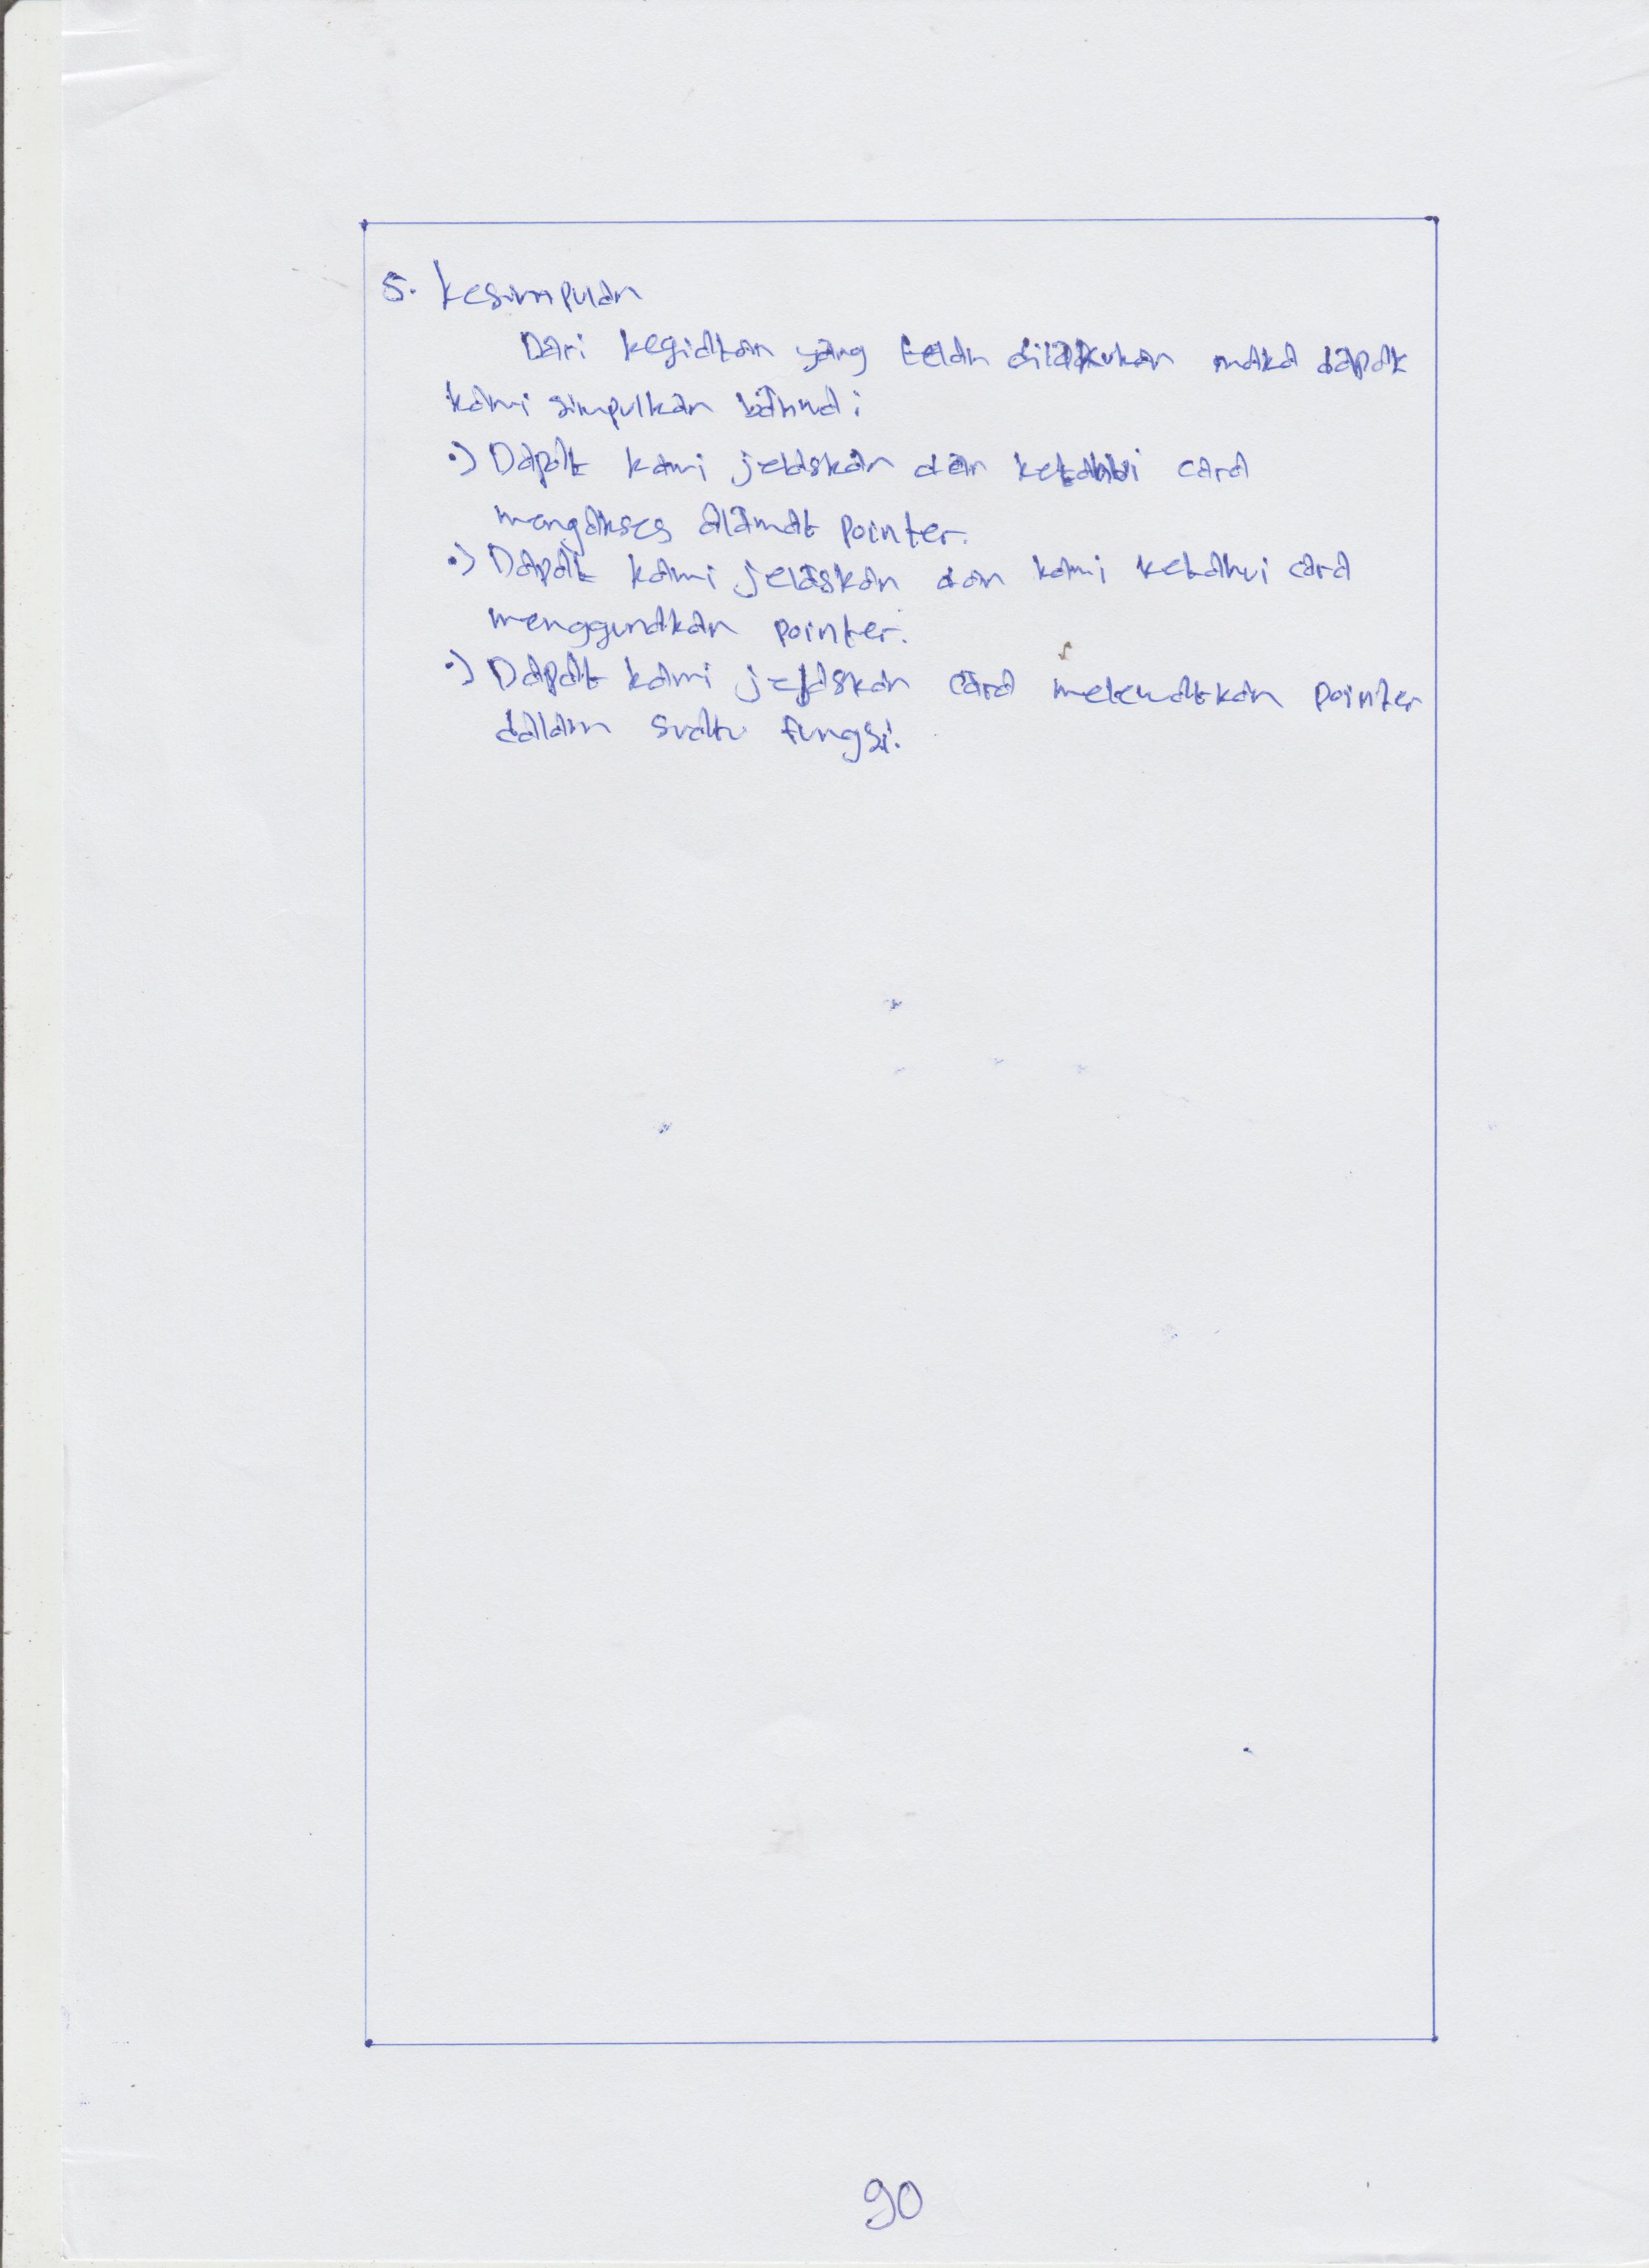 5. Kesimpulan
Dari kegiatan yang telah dilakukan maka dapat
kami simpulkan bahwa :
•) Dapat kami jelaskan dan ketahui cara
mengakses alamat pointer.
•) Dapat kami jelaskan dan kami ketahui cara
menggunakan pointer.
•) Dapat kami jelaskan cara melewatkan pointer
dalam suatu fungsi.
90